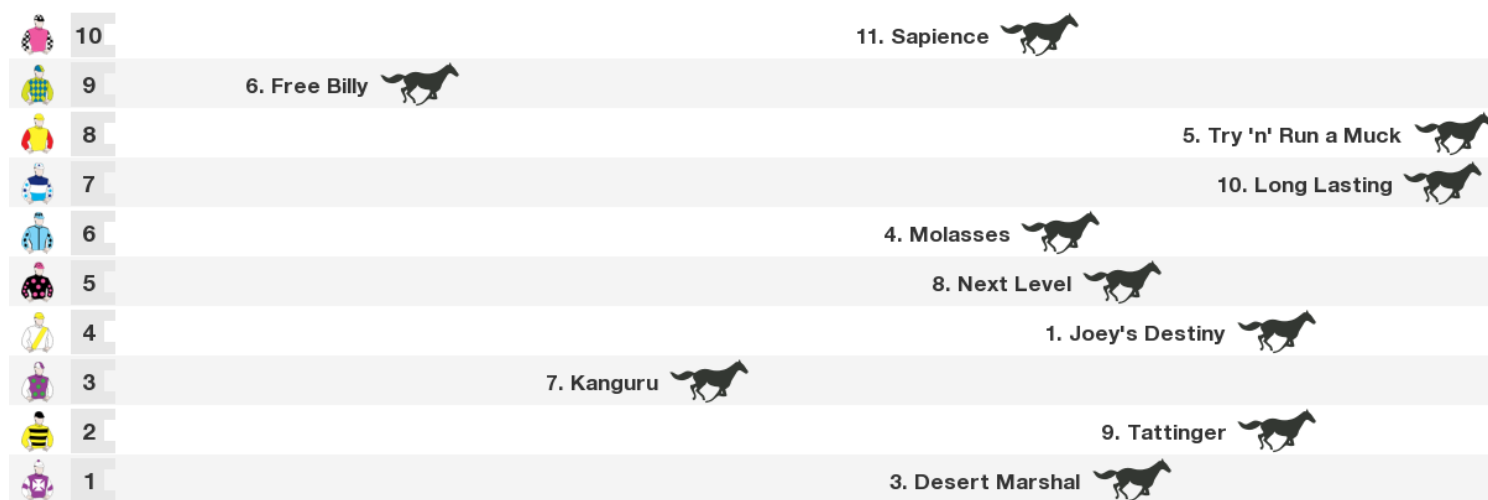 10 11. Sapience
9 6. Free Billy
8 5. Try 'n' Run a Muck
7 10. Long Lasting
6 4. Molasses
5 8. Next Level
4 1. Joey's Destiny
3 7. Kanguru
2 9. Tattinger
1 3. Desert Marshal